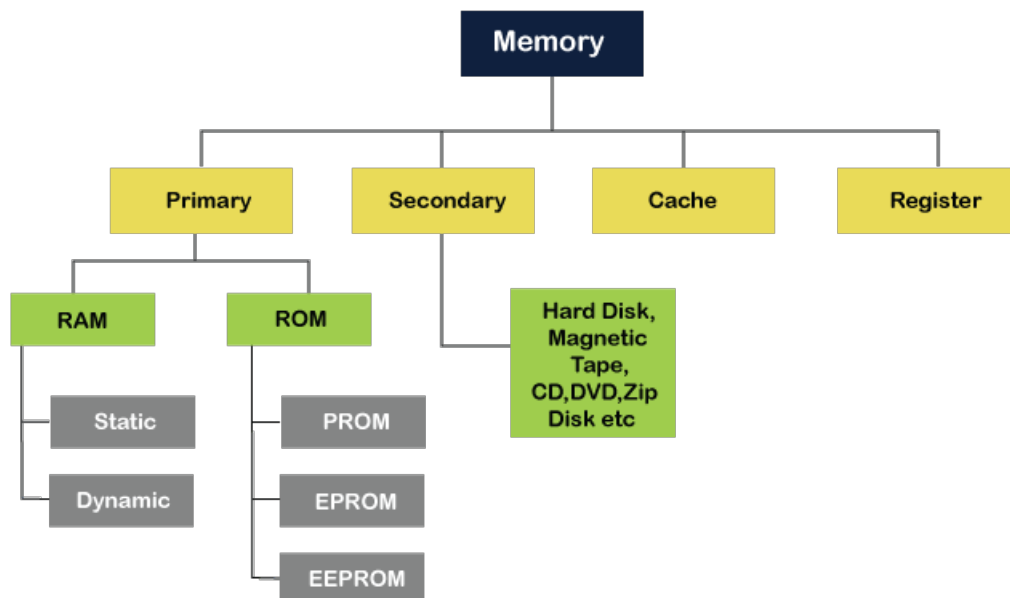 Memory
Primary
Secondary
Cache
Register
RAM
ROM
Hard Disk,
Magnetic
Tape,
CD,DVD,Zip
Disk etc
Static
PROM
Dynamic
EPROM
EEPROM